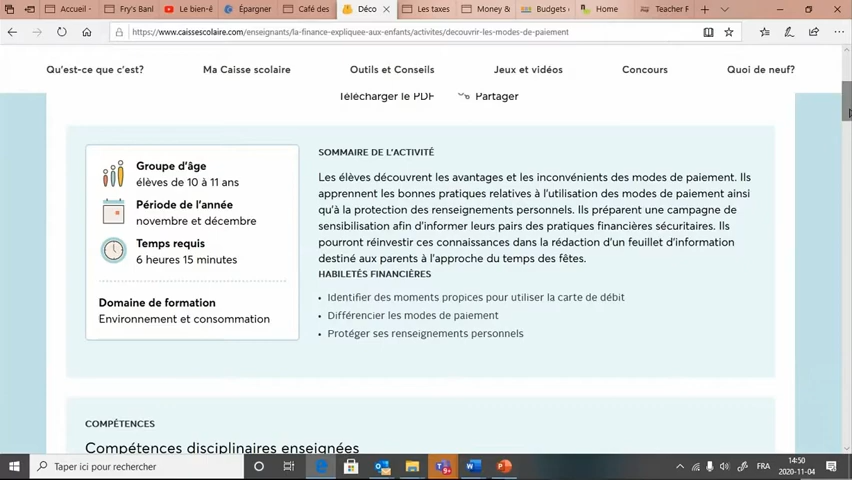 Accueil -
Fry's Banl
Le bien-ê
Épargner
Café des
Déco
Les taxes
Money &
Budgets
Home
Teacher F
https://www.caissescolaire.com/enseignants/la-finance-expliquee-aux-enfants/activites/decouvrir-les-modes-de-paiement
Qu'est-ce que c'est?
Ma Caisse scolaire
Outils et Conseils
Jeux et vidéos
Concours
Quoi de neuf?
Télécharger le PDF
Partager
Groupe d'âge
élèves de 10 à 11 ans
Période de l'année
novembre et décembre
Temps requis
6 heures 15 minutes
Domaine de formation
Environnement et consommation
SOMMAIRE DE L'ACTIVITÉ
Les élèves découvrent les avantages et les inconvénients des modes de paiement. Ils
apprennent les bonnes pratiques relatives à l'utilisation des modes de paiement ainsi
qu'à la protection des renseignements personnels. Ils préparent une campagne de
sensibilisation afin d'informer leurs pairs des pratiques financières sécuritaires. Ils
pourront réinvestir ces connaissances dans la rédaction d'un feuillet d'information
destiné aux parents à l'approche du temps des fêtes.
HABILETÉS FINANCIÈRES
• Identifier des moments propices pour utiliser la carte de débit
• Différencier les modes de paiement
• Protéger ses renseignements personnels
COMPÉTENCES
Compétences disciplinaires enseignées
Taper ici pour rechercher
FRA
14:50
2020-11-04